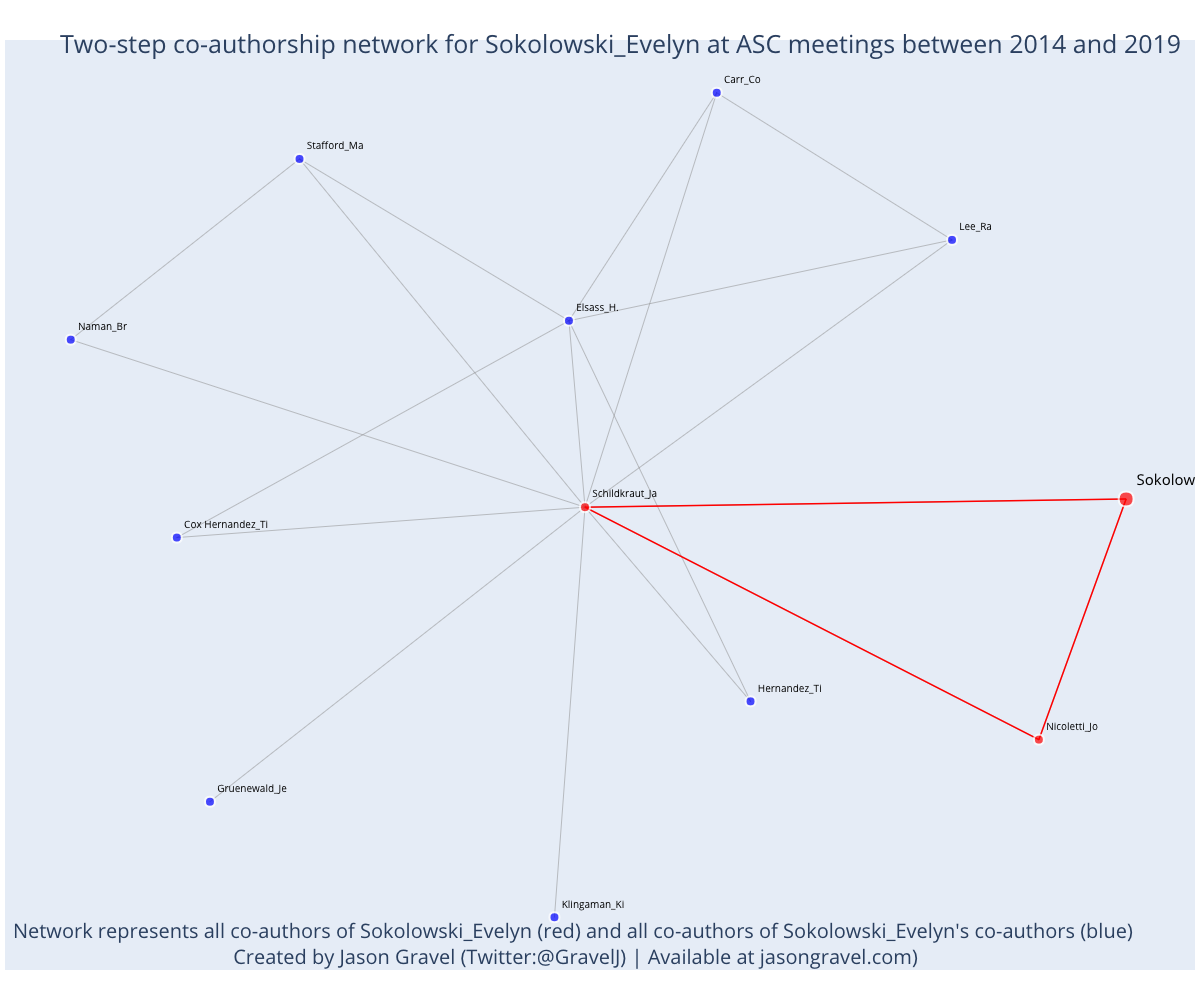 Two-step co-authorship network for Sokolowski_Evelyn at ASC meetings between 2014 and 2019
Carr_Co
Stafford_Ma
Lee_Ra
Elsass_H.
Naman_Br
Sokolow
Schildkraut_Ja
Cox Hernandez_Ti
Hernandez_Ti
Nicoletti_Jo
Gruenewald_Je
Klingaman_Ki
Network represents all co-authors of Sokolowski_Evelyn (red) and all co-authors of Sokolowski_Evelyn's co-authors (blue)
Created by Jason Gravel (Twitter:@GravelJ) | Available at jasongravel.com)